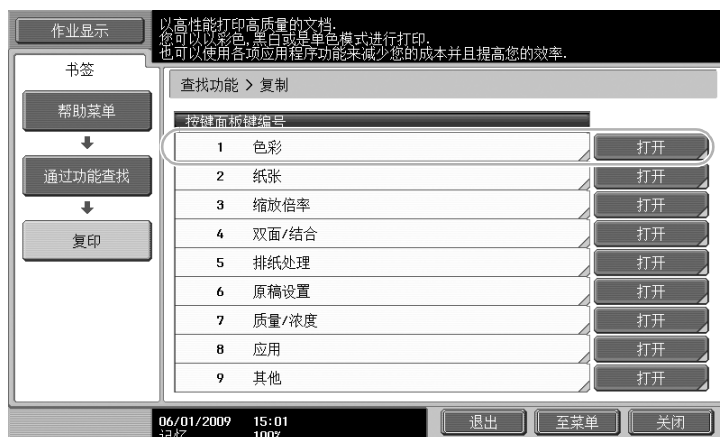 作业显示
以高性能打印高质量的文档.
您可以以彩色,黑白或是单色模式进行打印.
也可以使用各项应用程序功能来减少您的成本并且提高您的效率.
书签
查找功能 > 复制
帮助菜单
按键面板键编号
1 色彩 打开
通过功能查找
2 纸张 打开
3 缩放倍率 打开
复印
4 双面/结合 打开
5 排纸处理 打开
6 原稿设置 打开
7 质量/浓度 打开
8 应用 打开
9 其他 打开
06/01/2009 15:01
记忆 100%
退出 至菜单 关闭